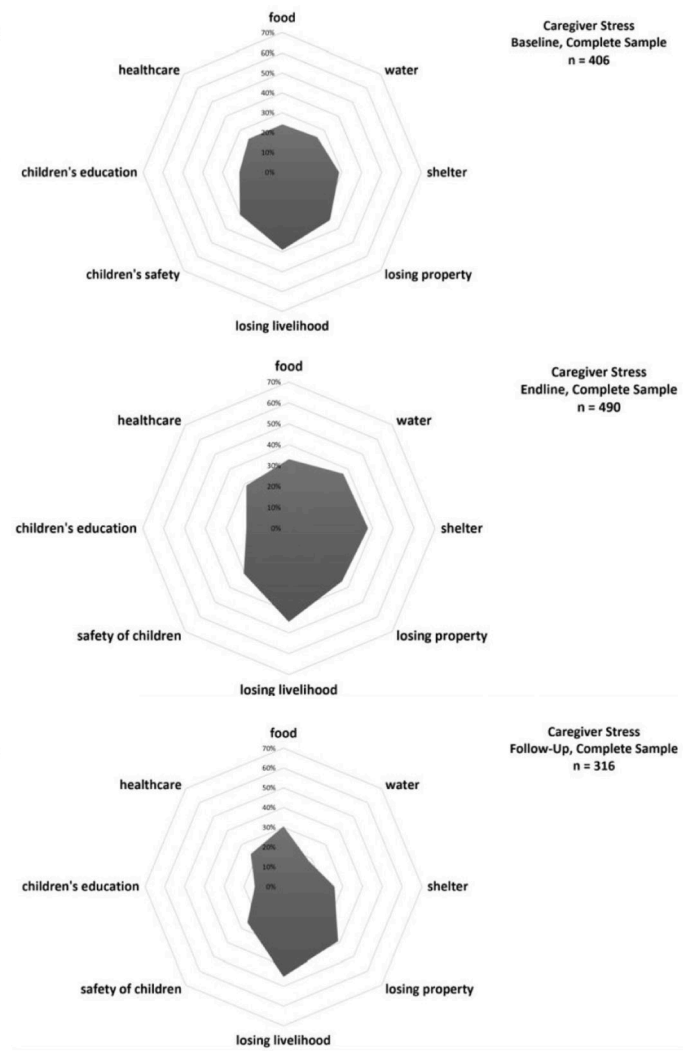 food
Caregiver Stress
Baseline, Complete Sample
n = 406
70%
60%
50%
40%
30%
20%
10%
0%
healthcare
water
children's education
shelter
children's safety
losing property
losing livelihood
food
Caregiver Stress
Endline, Complete Sample
n = 490
70%
60%
50%
40%
30%
20%
10%
0%
healthcare
water
children's education
shelter
safety of children
losing property
losing livelihood
food
Caregiver Stress
Follow-Up, Complete Sample
n = 316
70%
60%
50%
40%
30%
20%
10%
0%
healthcare
water
children's education
shelter
safety of children
losing property
losing livelihood